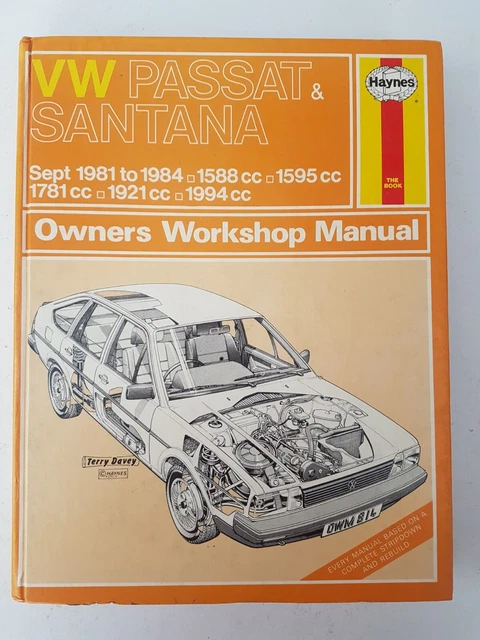 VW PASSAT &
SANTANA
Sept 1981 to 1984 □ 1588 cc □ 1595 cc
1781 cc □ 1921 cc □ 1994 cc
Haynes
THE
BOOK
Owners Workshop Manual
Terry Davey
© HAYNES
OWM 814
EVERY MANUAL BASED ON A
COMPLETE STRIPDOWN
AND REBUILD